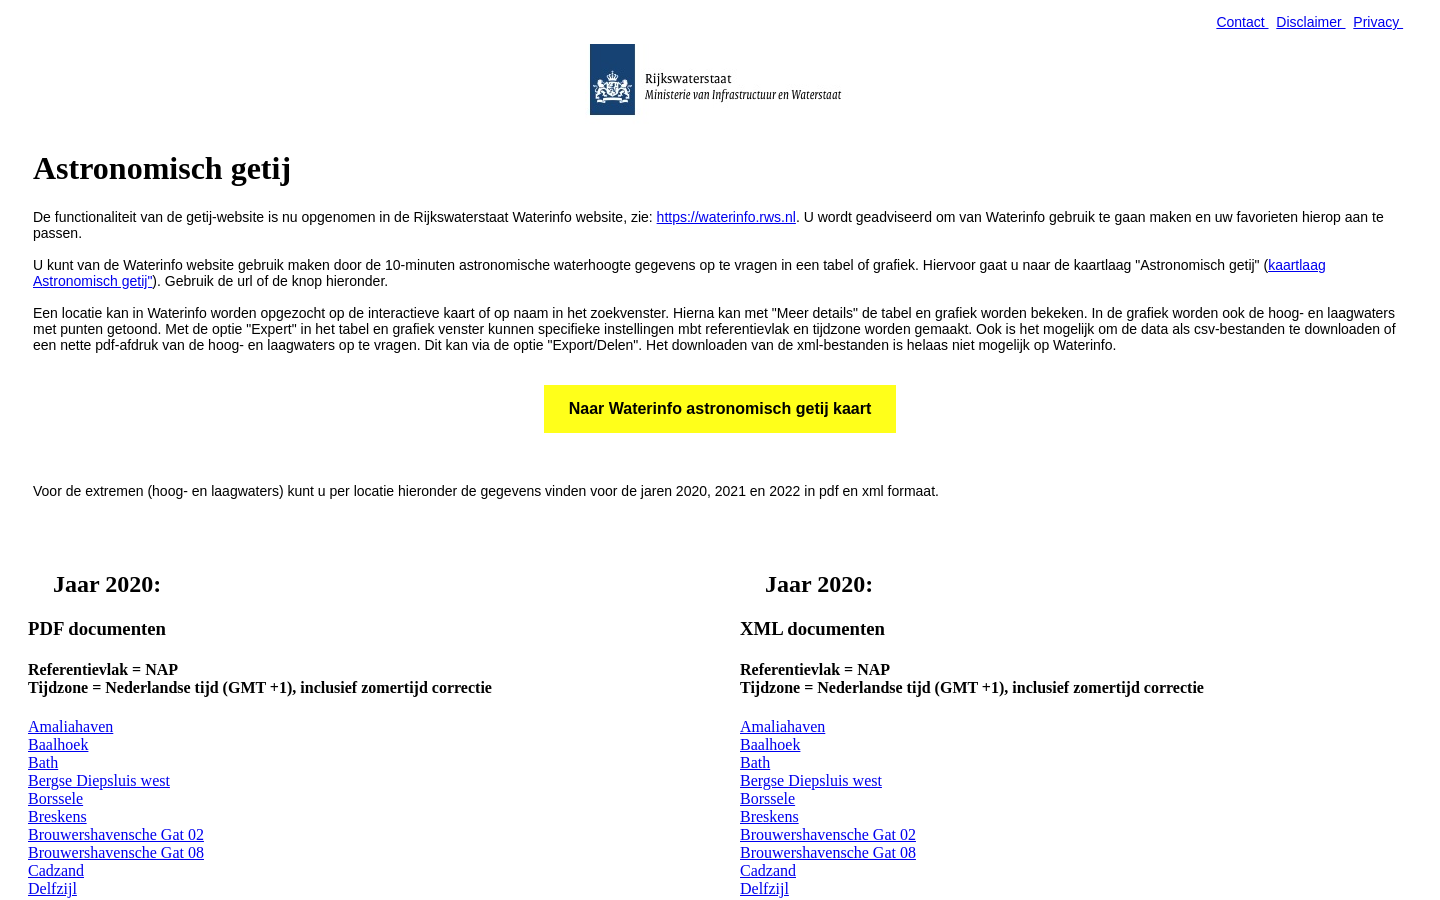 Contact Disclaimer Privacy
Rijkswaterstaat
Ministerie van Infrastructuur en Waterstaat
Astronomisch getij
De functionaliteit van de getij-website is nu opgenomen in de Rijkswaterstaat Waterinfo website, zie: https://waterinfo.rws.nl. U wordt geadviseerd om van Waterinfo gebruik te gaan maken en uw favorieten hierop aan te
passen.
U kunt van de Waterinfo website gebruik maken door de 10-minuten astronomische waterhoogte gegevens op te vragen in een tabel of grafiek. Hiervoor gaat u naar de kaartlaag "Astronomisch getij" (kaartlaag
Astronomisch getij"). Gebruik de url of de knop hieronder.
Een locatie kan in Waterinfo worden opgezocht op de interactieve kaart of op naam in het zoekvenster. Hierna kan met "Meer details" de tabel en grafiek worden bekeken. In de grafiek worden ook de hoog- en laagwaters
met punten getoond. Met de optie "Expert" in het tabel en grafiek venster kunnen specifieke instellingen mbt referentievlak en tijdzone worden gemaakt. Ook is het mogelijk om de data als csv-bestanden te downloaden of
een nette pdf-afdruk van de hoog- en laagwaters op te vragen. Dit kan via de optie "Export/Delen". Het downloaden van de xml-bestanden is helaas niet mogelijk op Waterinfo.
Naar Waterinfo astronomisch getij kaart
Voor de extremen (hoog- en laagwaters) kunt u per locatie hieronder de gegevens vinden voor de jaren 2020, 2021 en 2022 in pdf en xml formaat.
Jaar 2020:
PDF documenten
Referentievlak = NAP
Tijdzone = Nederlandse tijd (GMT +1), inclusief zomertijd correctie
Amaliahaven
Baalhoek
Bath
Bergse Diepsluis west
Borssele
Breskens
Brouwershavensche Gat 02
Brouwershavensche Gat 08
Cadzand
Delfzijl
Jaar 2020:
XML documenten
Referentievlak = NAP
Tijdzone = Nederlandse tijd (GMT +1), inclusief zomertijd correctie
Amaliahaven
Baalhoek
Bath
Bergse Diepsluis west
Borssele
Breskens
Brouwershavensche Gat 02
Brouwershavensche Gat 08
Cadzand
Delfzijl